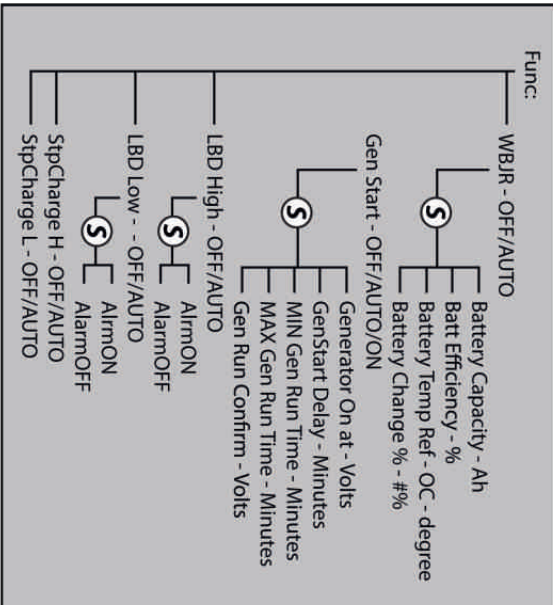 Func:
WBJR - OFF/AUTO
S
Battery Capacity - Ah
Batt Efficiency - %
Battery Temp Ref - OC - degree
Battery Change % - #%
Gen Start - OFF/AUTO/ON
S
Generator On at - Volts
GenStart Delay - Minutes
MIN Gen Run Time - Minutes
MAX Gen Run Time - Minutes
Gen Run Confirm - Volts
LBD High - OFF/AUTO
S
AlrmON
AlarmOFF
LBD Low - - OFF/AUTO
S
AlrmON
AlarmOFF
StpCharge H - OFF/AUTO
StpCharge L - OFF/AUTO